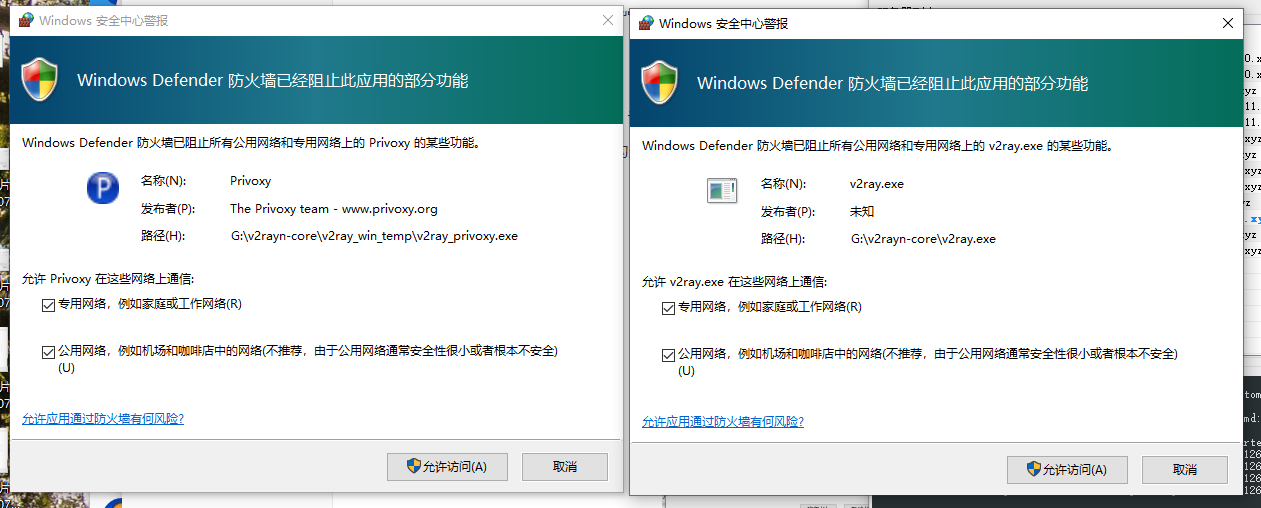 Windows 安全中心警报
Windows Defender 防火墙已经阻止此应用的部分功能
Windows Defender 防火墙已阻止所有公用网络和专用网络上的 Privoxy 的某些功能。
名称(N): Privoxy
发布者(P): The Privoxy team - www.privoxy.org
路径(H): G:\v2rayn-core\v2ray_win_temp\v2ray_privoxy.exe
允许 Privoxy 在这些网络上通信:
专用网络，例如家庭或工作网络(R)
公用网络，例如机场和咖啡店中的网络(不推荐，由于公用网络通常安全性很小或者根本不安全)
(U)
允许应用通过防火墙有何风险?
允许访问(A) 取消
Windows 安全中心警报
Windows Defender 防火墙已经阻止此应用的部分功能
Windows Defender 防火墙已阻止所有公用网络和专用网络上的 v2ray.exe 的某些功能。
名称(N): v2ray.exe
发布者(P): 未知
路径(H): G:\v2rayn-core\v2ray.exe
允许 v2ray.exe 在这些网络上通信:
专用网络，例如家庭或工作网络(R)
公用网络，例如机场和咖啡店中的网络(不推荐，由于公用网络通常安全性很小或者根本不安全)
(U)
允许应用通过防火墙有何风险?
允许访问(A) 取消